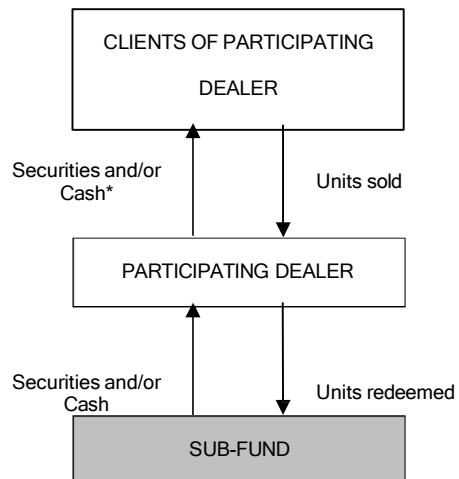 CLIENTS OF PARTICIPATING
DEALER
Securities and/or
Cash*
Units sold
PARTICIPATING DEALER
Securities and/or
Cash
Units redeemed
SUB-FUND